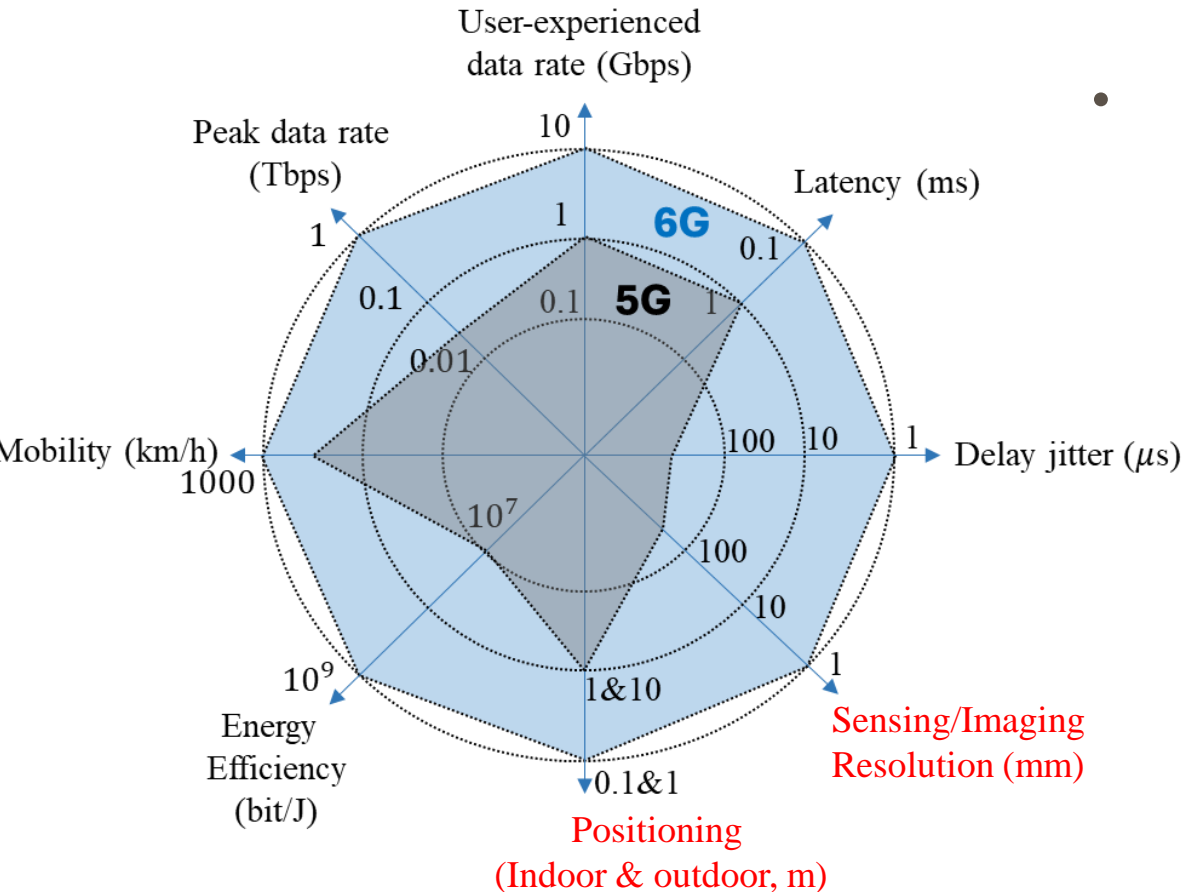 User-experienced
data rate (Gbps)
Peak data rate
(Tbps)
10
Latency (ms)
1
1
6G
0.1
0.1
0.1
5G
1
0.01
Mobility (km/h)
1000
100
10
1
Delay jitter (μs)
10⁷
100
10
1
10⁹
1&10
Energy
Efficiency
(bit/J)
Sensing/Imaging
Resolution (mm)
0.1&1
Positioning
(Indoor & outdoor, m)